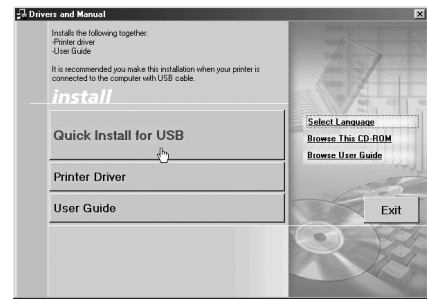 Drivers and Manual
Installs the following together:
-Printer driver
-User Guide
It is recommended you make this installation when your printer is
connected to the computer with USB cable.
install
Quick Install for USB
Printer Driver
User Guide
Select Language
Browse This CD-ROM
Browse User Guide
Exit